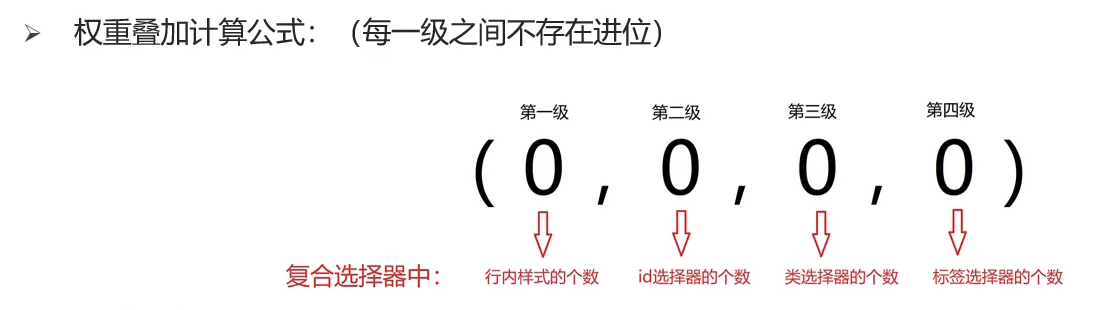 ➢ 权重叠加计算公式：（每一级之间不存在进位）
第一级 第二级 第三级 第四级
( 0 , 0 , 0 , 0 )
复合选择器中： 行内样式的个数 id选择器的个数 类选择器的个数 标签选择器的个数